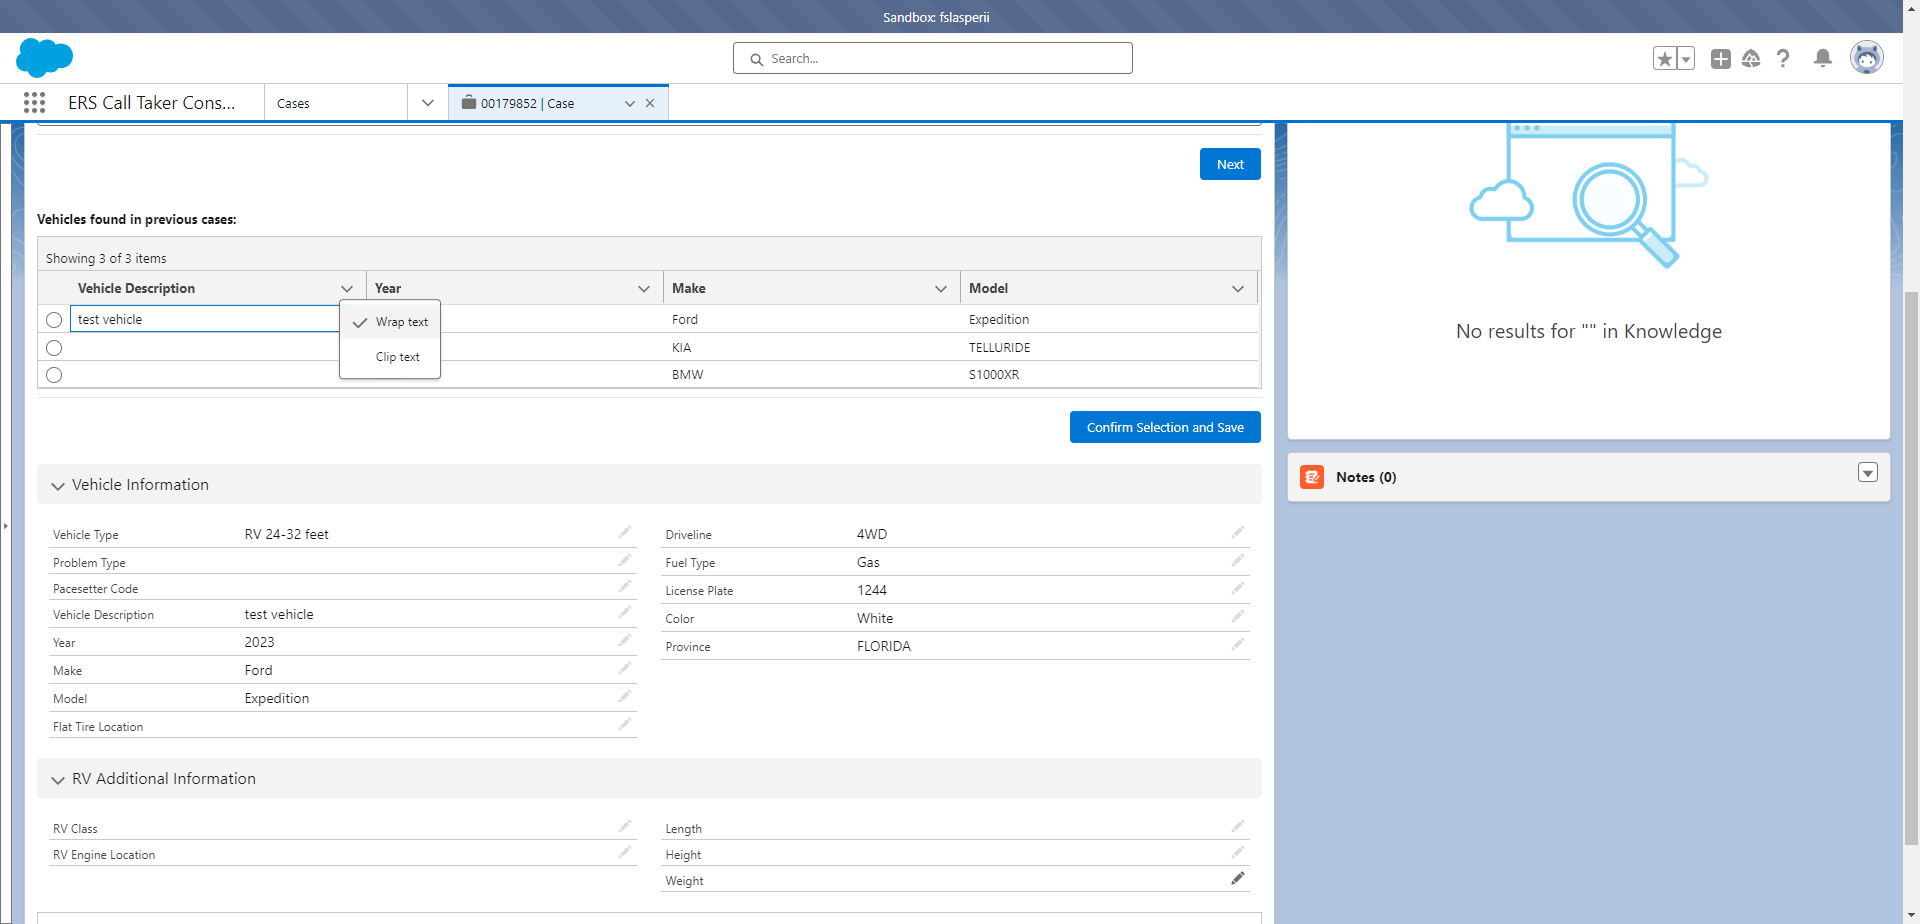 Sandbox: fslasperii
Search...
ERS Call Taker Cons...
Cases
00179852 | Case
Next
Vehicles found in previous cases:
Showing 3 of 3 items
Vehicle Description Year Make Model
test vehicle Ford Expedition
KIA TELLURIDE
BMW S1000XR
Wrap text
Clip text
Confirm Selection and Save
Vehicle Information
Vehicle Type RV 24-32 feet
Problem Type
Pacesetter Code
Vehicle Description test vehicle
Year 2023
Make Ford
Model Expedition
Flat Tire Location
Driveline 4WD
Fuel Type Gas
License Plate 1244
Color White
Province FLORIDA
RV Additional Information
RV Class
RV Engine Location
Length
Height
Weight
No results for "" in Knowledge
Notes (0)